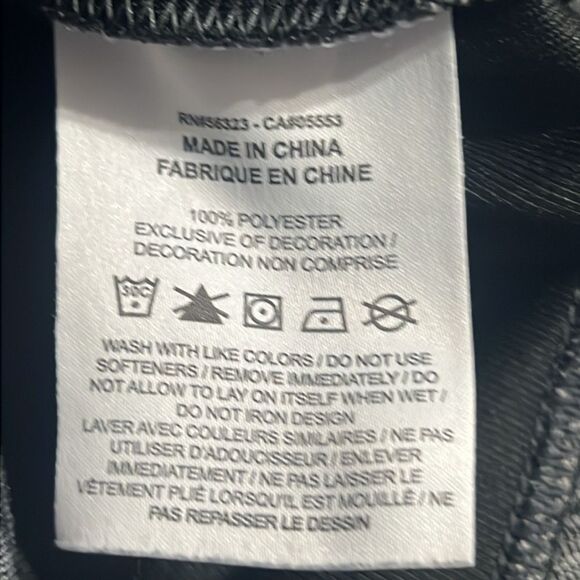 RN#56323 - CA#05553
MADE IN CHINA
FABRIQUE EN CHINE
100% POLYESTER
EXCLUSIVE OF DECORATION /
DECORATION NON COMPRISE
30C
WASH WITH LIKE COLORS / DO NOT USE
SOFTENERS / REMOVE IMMEDIATELY / DO
NOT ALLOW TO LAY ON ITSELF WHEN WET /
DO NOT IRON DESIGN
LAVER AVEC COULEURS SIMILAIRES / NE PAS
UTILISER D'ADOUCISSEUR / ENLEVER
IMMEDIATEMENT / NE PAS LAISSER LE
VÊTEMENT PLIÉ LORSQU'IL EST MOUILLÉ / NE
PAS REPASSER LE DESSIN